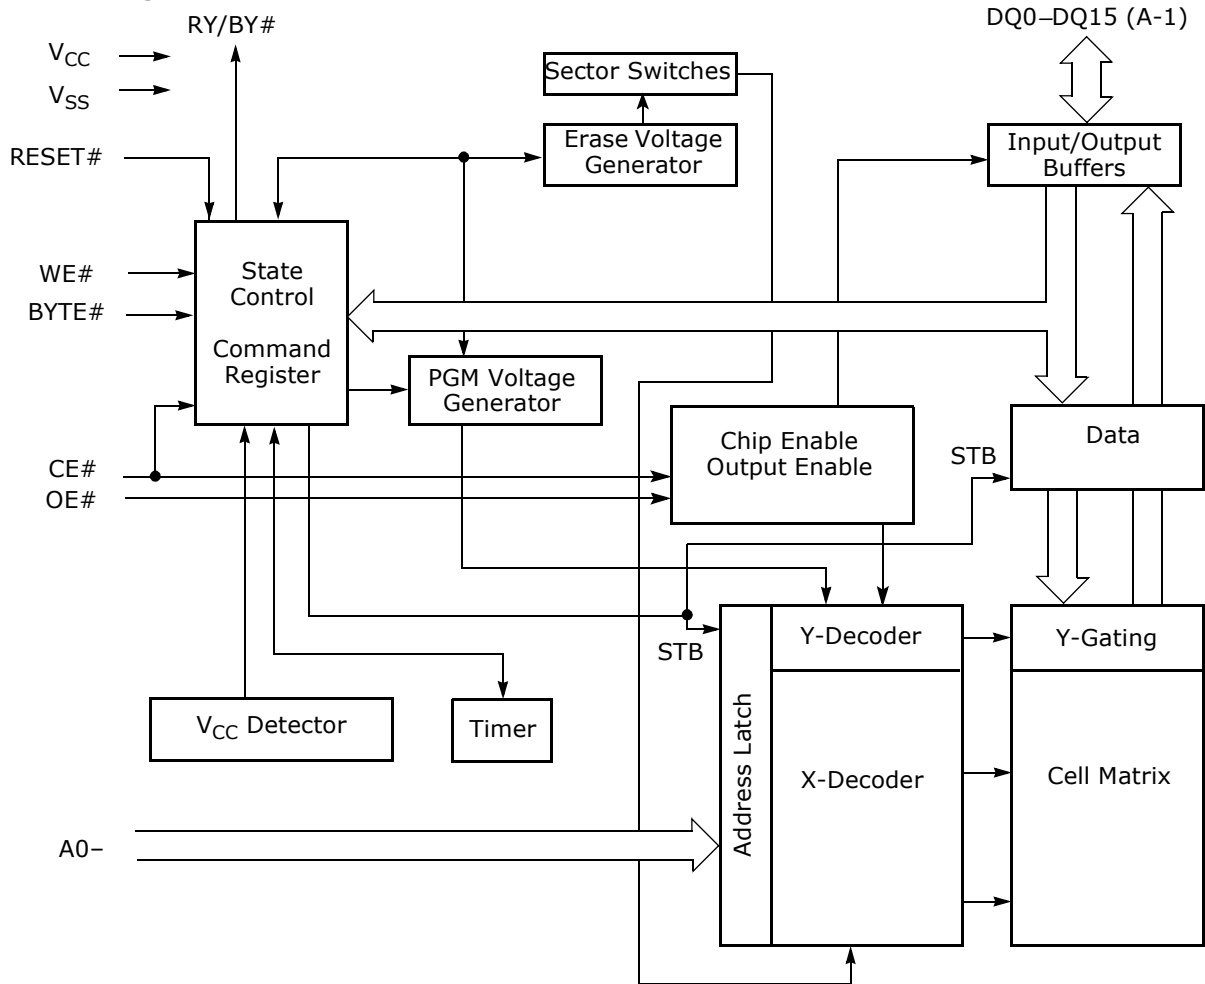 RY/BY#
DQ0–DQ15 (A-1)
VCC
VSS
Sector Switches
Erase Voltage
Generator
Input/Output
Buffers
RESET#
State
Control
Command
Register
WE#
BYTE#
PGM Voltage
Generator
Chip Enable
Output Enable
Data
STB
CE#
OE#
STB
Y-Decoder
Y-Gating
VCC Detector
Timer
Address Latch
X-Decoder
Cell Matrix
A0–